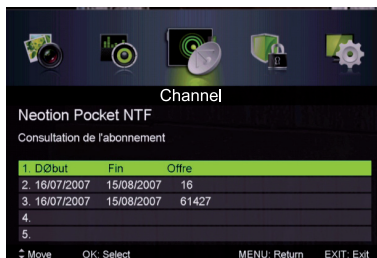 Channel
Neotion Pocket NTF
Consultation de l'abonnement
1. DØbut Fin Offre
2. 16/07/2007 15/08/2007 16
3. 16/07/2007 15/08/2007 61427
4.
5.
Move OK: Select MENU: Return EXIT: Exit